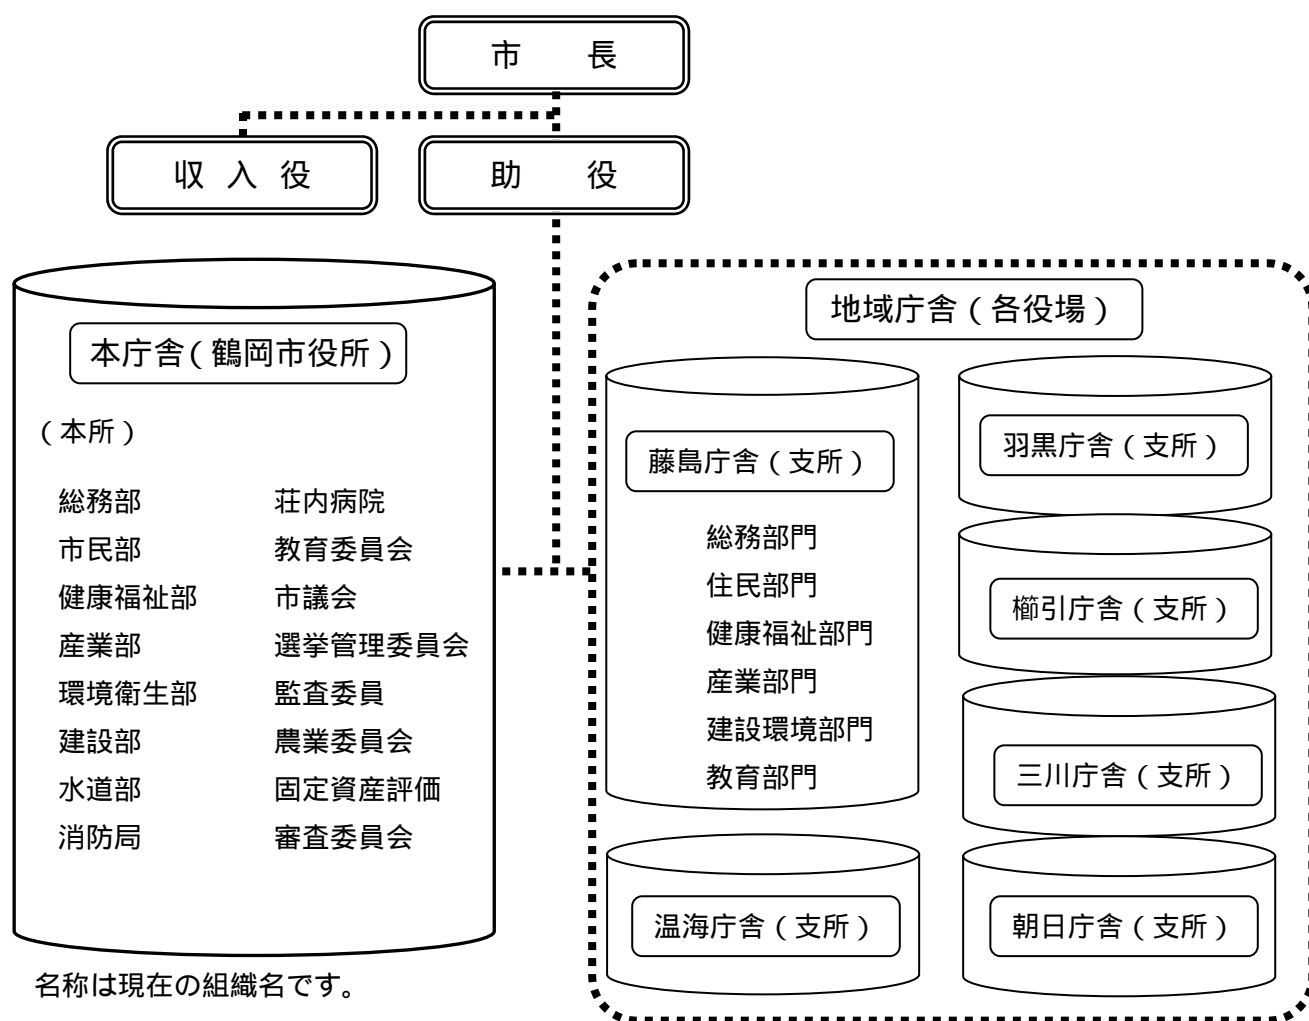 市　長
収入役
助　役
本庁舎（鶴岡市役所）
（本所）
総務部
市民部
健康福祉部
産業部
環境衛生部
建設部
水道部
消防局
荘内病院
教育委員会
市議会
選挙管理委員会
監査委員
農業委員会
固定資産評価
審査委員会
名称は現在の組織名です。
地域庁舎（各役場）
藤島庁舎（支所）
総務部門
住民部門
健康福祉部門
産業部門
建設環境部門
教育部門
温海庁舎（支所）
羽黒庁舎（支所）
櫛引庁舎（支所）
三川庁舎（支所）
朝日庁舎（支所）